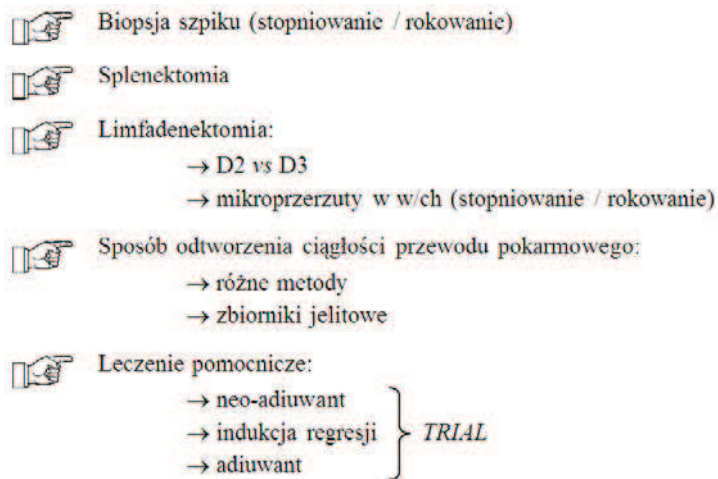 Biopsja szpiku (stopniowanie / rokowanie)
Splenektomia
Limfadenektomia:
→ D2 vs D3
→ mikroprzerzuty w w/ch (stopniowanie / rokowanie)
Sposób odtworzenia ciągłości przewodu pokarmowego:
→ różne metody
→ zbiorniki jelitowe
Leczenie pomocnicze:
→ neo-adiuwant
→ indukcja regresji TRIAL
→ adiuwant